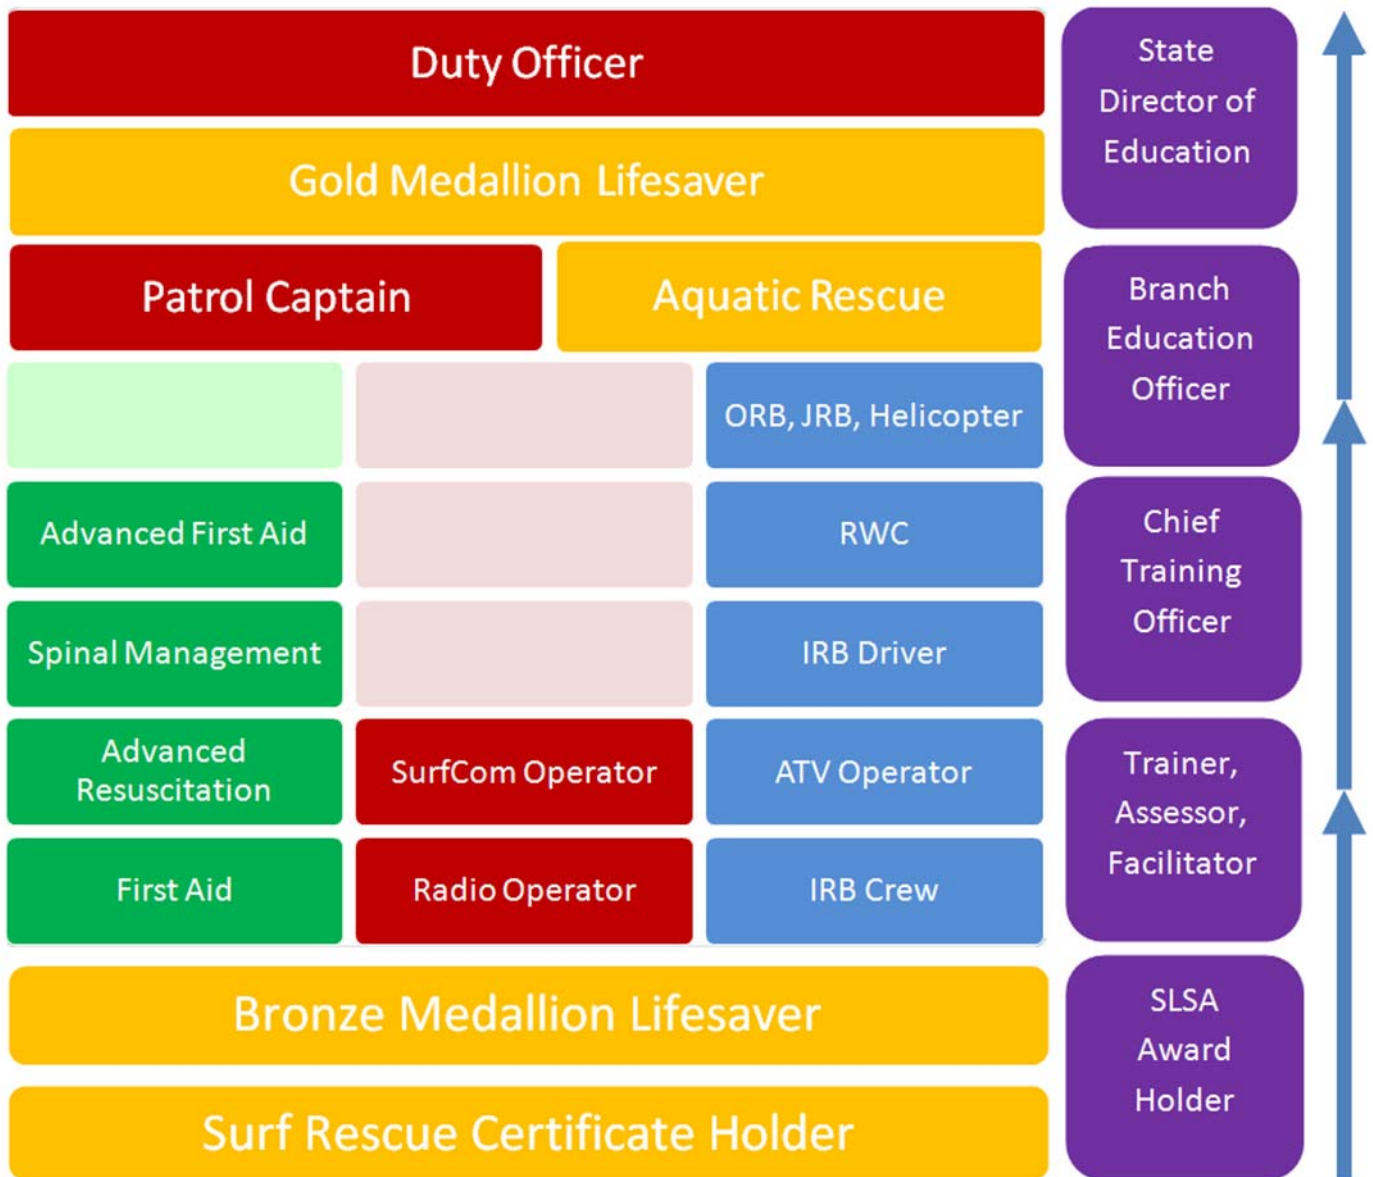 Duty Officer
Gold Medallion Lifesaver
Patrol Captain
Aquatic Rescue
ORB, JRB, Helicopter
Advanced First Aid
RWC
Spinal Management
IRB Driver
Advanced
Resuscitation
SurfCom Operator
ATV Operator
First Aid
Radio Operator
IRB Crew
Bronze Medallion Lifesaver
Surf Rescue Certificate Holder
State
Director of
Education
Branch
Education
Officer
Chief
Training
Officer
Trainer,
Assessor,
Facilitator
SLSA
Award
Holder